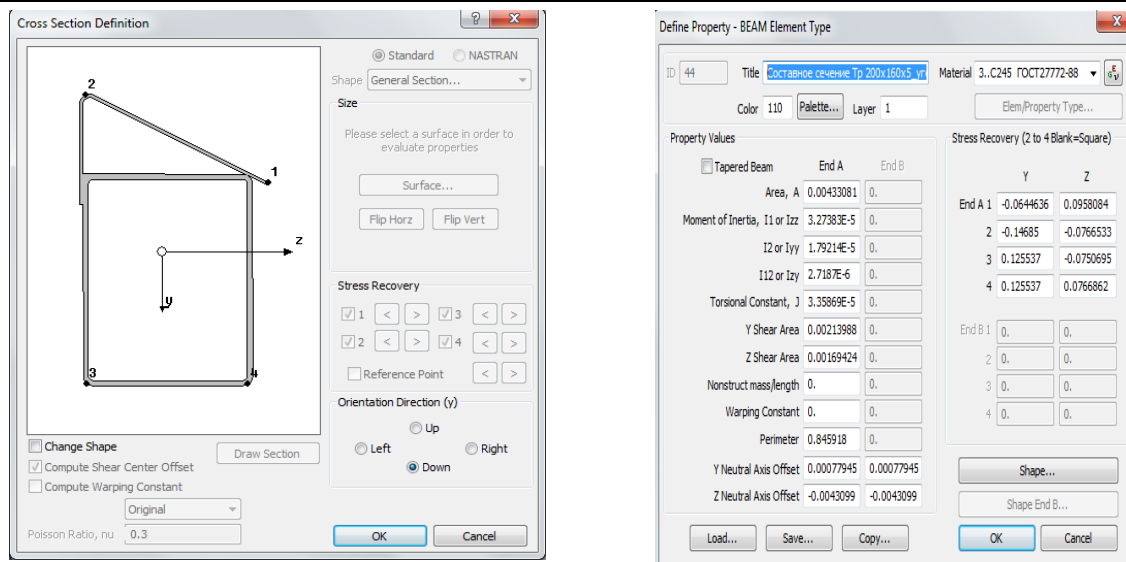 Cross Section Definition
Standard NASTRAN
Shape General Section...
Size
Please select a surface in order to
evaluate properties
Surface...
Flip Horz Flip Vert
Stress Recovery
1 < > 3 < >
2 < > 4 < >
Reference Point < >
Orientation Direction (y)
Up
Left Right
Down
2
1
z
y
3 4
Change Shape
Compute Shear Center Offset
Compute Warping Constant
Draw Section
Original
Poisson Ratio, nu 0.3
OK Cancel
Define Property - BEAM Element Type
ID 44 Title Составное сечение Тр 200x160x5_уг Material 3..С245 ГОСТ27772-88
Color 110 Palette... Layer 1 Elem/Property Type...
Property Values
Tapered Beam End A End B
Area, A 0.00433081 0.
Moment of Inertia, I1 or Izz 3.27383E-5 0.
I2 or Iyy 1.79214E-5 0.
I12 or Izy 2.7187E-6 0.
Torsional Constant, J 3.35869E-5 0.
Y Shear Area 0.00213988 0.
Z Shear Area 0.00169424 0.
Nonstruct mass/length 0. 0.
Warping Constant 0. 0.
Perimeter 0.845918 0.
Y Neutral Axis Offset 0.00077945 0.00077945
Z Neutral Axis Offset -0.0043099 -0.0043099
Stress Recovery (2 to 4 Blank=Square)
Y Z
End A 1 -0.0644636 0.0958084
2 -0.14685 -0.0766533
3 0.125537 -0.0750695
4 0.125537 0.0766862
End B 1 0. 0.
2 0. 0.
3 0. 0.
4 0. 0.
Shape...
Shape End B...
Load... Save... Copy... OK Cancel